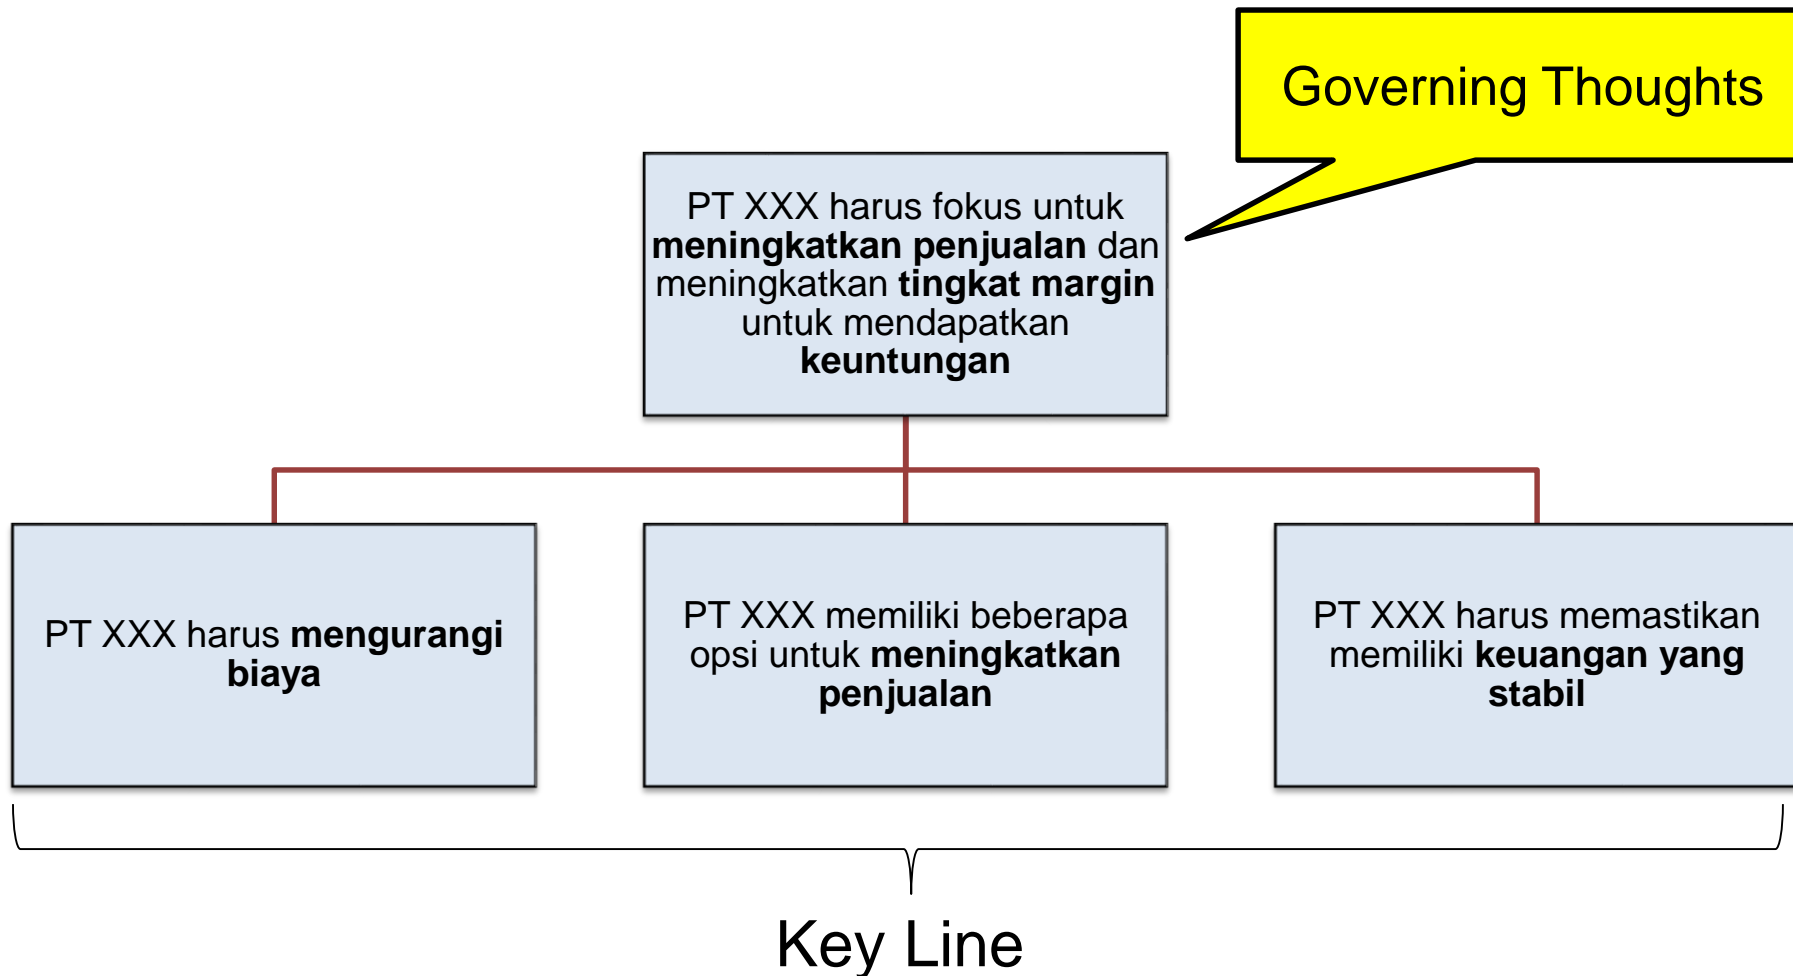 Governing Thoughts
PT XXX harus fokus untuk
meningkatkan penjualan dan
meningkatkan tingkat margin
untuk mendapatkan
keuntungan
PT XXX harus mengurangi
biaya
PT XXX memiliki beberapa
opsi untuk meningkatkan
penjualan
PT XXX harus memastikan
memiliki keuangan yang
stabil
Key Line